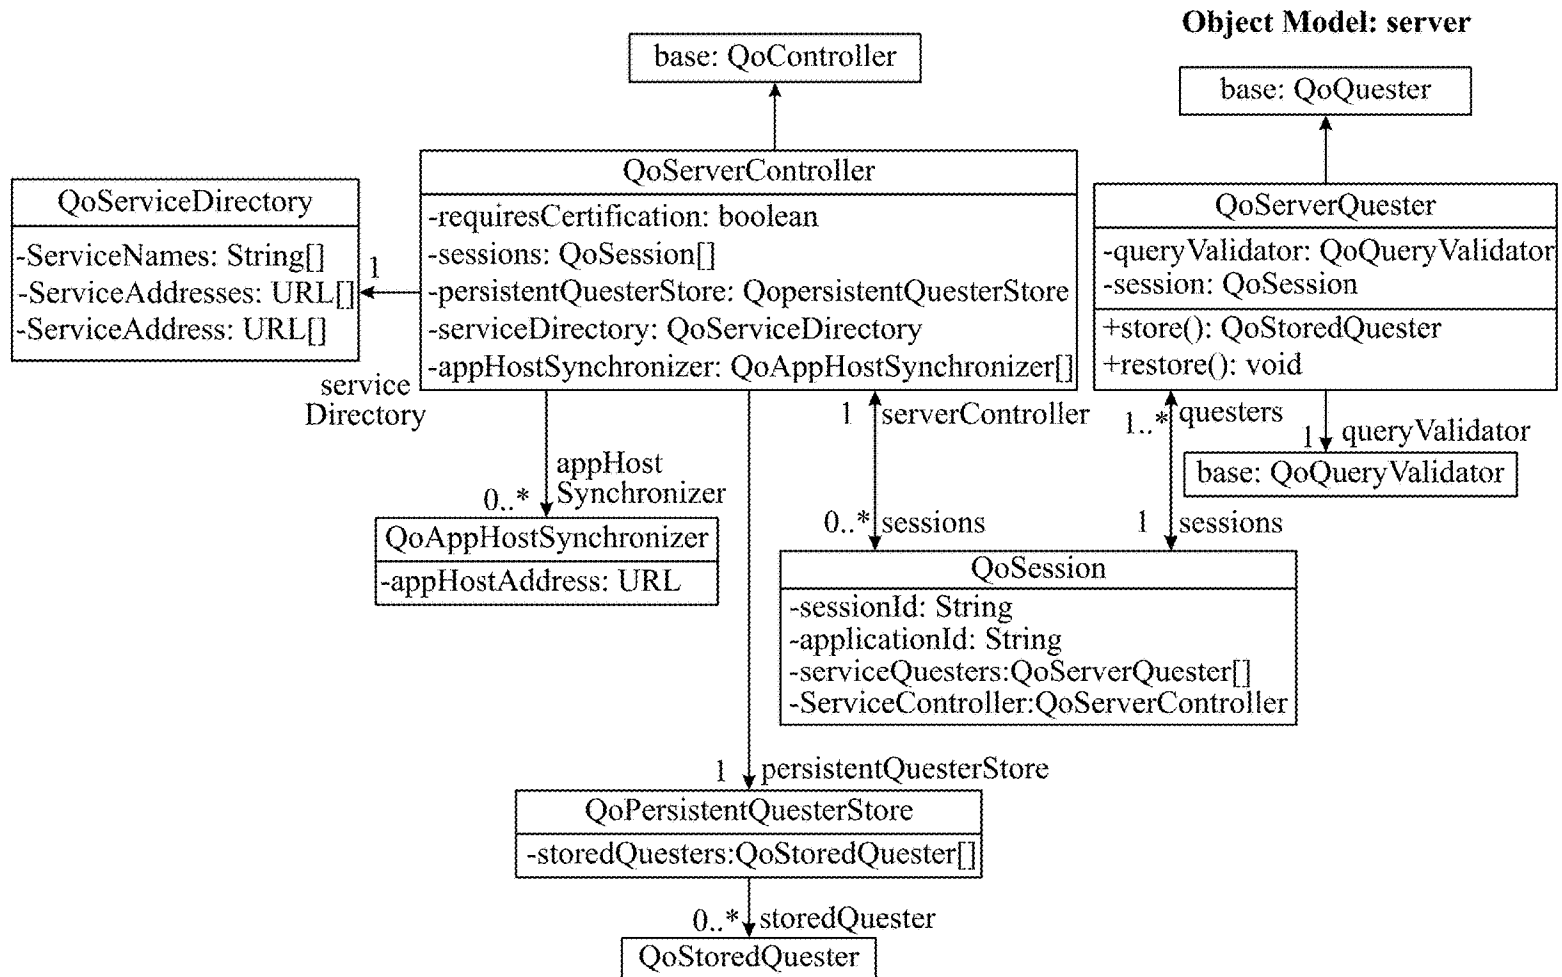 Object Model: server
base: QoController
base: QoQuester
QoServerController
-requiresCertification: boolean
-sessions: QoSession[]
-persistentQuesterStore: QopersistentQuesterStore
-serviceDirectory: QoServiceDirectory
-appHostSynchronizer: QoAppHostSynchronizer[]
QoServiceDirectory
-ServiceNames: String[]
-ServiceAddresses: URL[]
-ServiceAddress: URL[]
1
service
Directory
QoServerQuester
-queryValidator: QoQueryValidator
-session: QoSession
+store(): QoStoredQuester
+restore(): void
1 serverController
1..* questers
1 queryValidator
base: QoQueryValidator
appHost
0..* Synchronizer
QoAppHostSynchronizer
-appHostAddress: URL
0..* sessions
1 sessions
QoSession
-sessionId: String
-applicationId: String
-serviceQuesters:QoServerQuester[]
-ServiceController:QoServerController
1 persistentQuesterStore
QoPersistentQuesterStore
-storedQuesters:QoStoredQuester[]
0..* storedQuester
QoStoredQuester